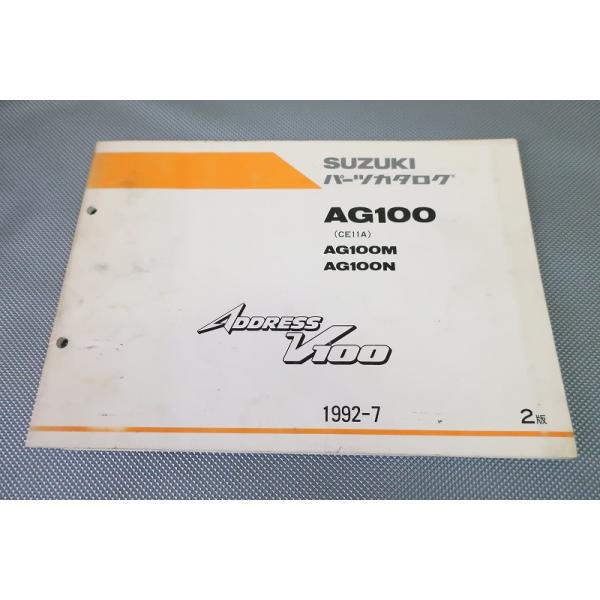 SUZUKI
パーツカタログ
AG100
(CE11A)
AG100M
AG100N
ADDRESS
V100
1992-7
2版